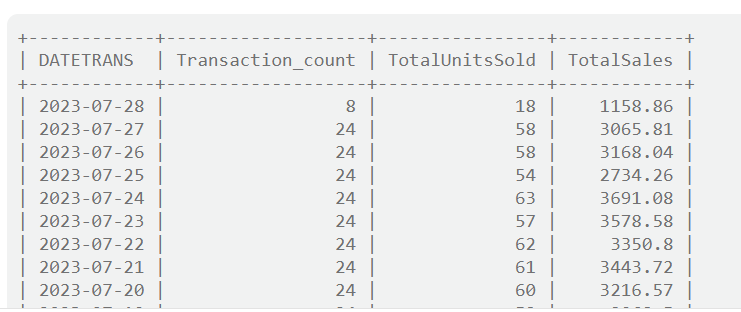 +------------+-------------------+----------------+------------+
| DATETRANS  | Transaction_count | TotalUnitsSold | TotalSales |
+------------+-------------------+----------------+------------+
| 2023-07-28 |                 8 |             18 |    1158.86 |
| 2023-07-27 |                24 |             58 |    3065.81 |
| 2023-07-26 |                24 |             58 |    3168.04 |
| 2023-07-25 |                24 |             54 |    2734.26 |
| 2023-07-24 |                24 |             63 |    3691.08 |
| 2023-07-23 |                24 |             57 |    3578.58 |
| 2023-07-22 |                24 |             62 |     3350.8 |
| 2023-07-21 |                24 |             61 |    3443.72 |
| 2023-07-20 |                24 |             60 |    3216.57 |